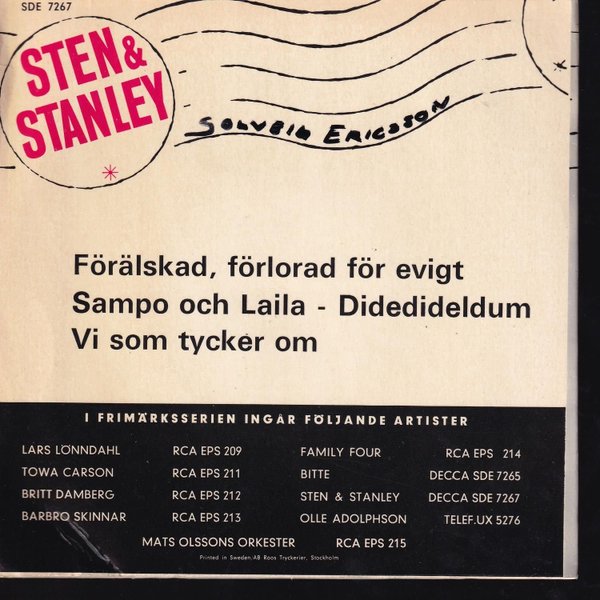 SDE 7267
STEN &
STANLEY
SOLVEIG ERICSSON
Förälskad, förlorad för evigt
Sampo och Laila - Didedideldum
Vi som tycker om
I FRIMÄRKSSERIEN INGÅR FÖLJANDE ARTISTER
LARS LÖNNDAHL RCA EPS 209 FAMILY FOUR RCA EPS 214
TOWA CARSON RCA EPS 211 BITTE DECCA SDE 7265
BRITT DAMBERG RCA EPS 212 STEN & STANLEY DECCA SDE 7267
BARBRO SKINNAR RCA EPS 213 OLLE ADOLPHSON TELEF. UX 5276
MATS OLSSONS ORKESTER RCA EPS 215
Printed in Sweden/AB Roos Tryckerier, Stockholm